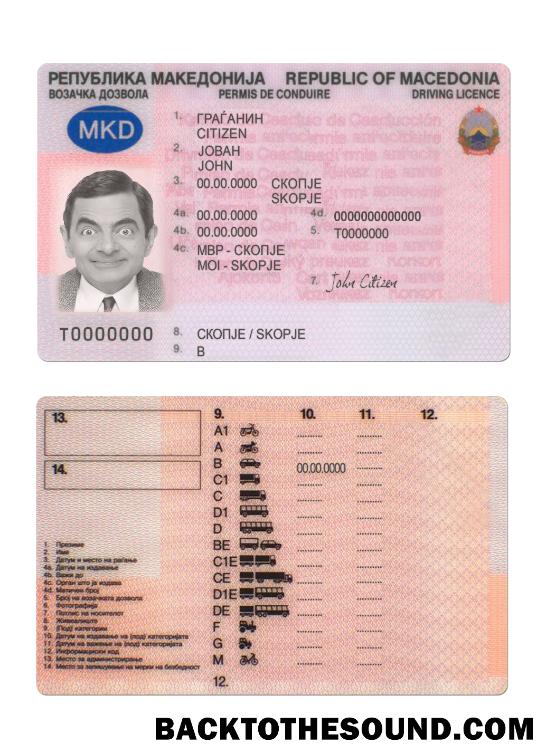 РЕПУБЛИКА МАКЕДОНИЈА REPUBLIC OF MACEDONIA
ВОЗАЧКА ДОЗВОЛА PERMIS DE CONDUIRE DRIVING LICENCE
MKD
1. ГРАЃАНИН
CITIZEN
2. ЈОВАН
JOHN
3. 00.00.0000 СКОПЈЕ
SKOPJE
4a. 00.00.0000 4d. 0000000000000
4b. 00.00.0000 5. T0000000
4c. МВР - СКОПЈЕ
MOI - SKOPJE
7. John Citizen
T0000000
8. СКОПЈЕ / SKOPJE
9. B
13.
14.
9. 10. 11. 12.
A1
A
B 00.00.0000
C1
C
D1
D
BE
C1E
CE
D1E
DE
F
G
M
12.
1. Презиме
2. Име
3. Датум и место на раѓање
4a. Датум на издавање
4b. Важи до
4c. Орган што ја издава
4d. Матичен број
5. Број на возачката дозвола
6. Фотографија
7. Потпис на носителот
8. Живеалиште
9. (Под) категории
10. Датум на издавање на (под) категоријата
11. Датум на важење на (под) категоријата
12. Информациски код
13. Место за администрирање
14. Место за запишување на мерки на безбедност
BACKTOTHESOUND.COM